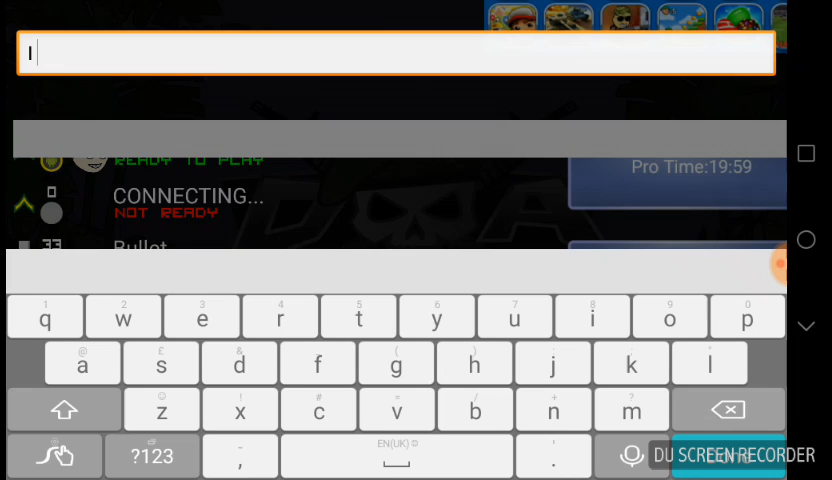 I
Pro Time:19:59
READY TO PLAY
CONNECTING...
NOT READY
33
Bullet
1 2 3 4 5 6 7 8 9 0
q w e r t y u i o p
@ £ & ( )
a s d f g h j k l
! # = / + ?
z x c v b n m
EN(UK)
?123 , .
DU SCREEN RECORDER